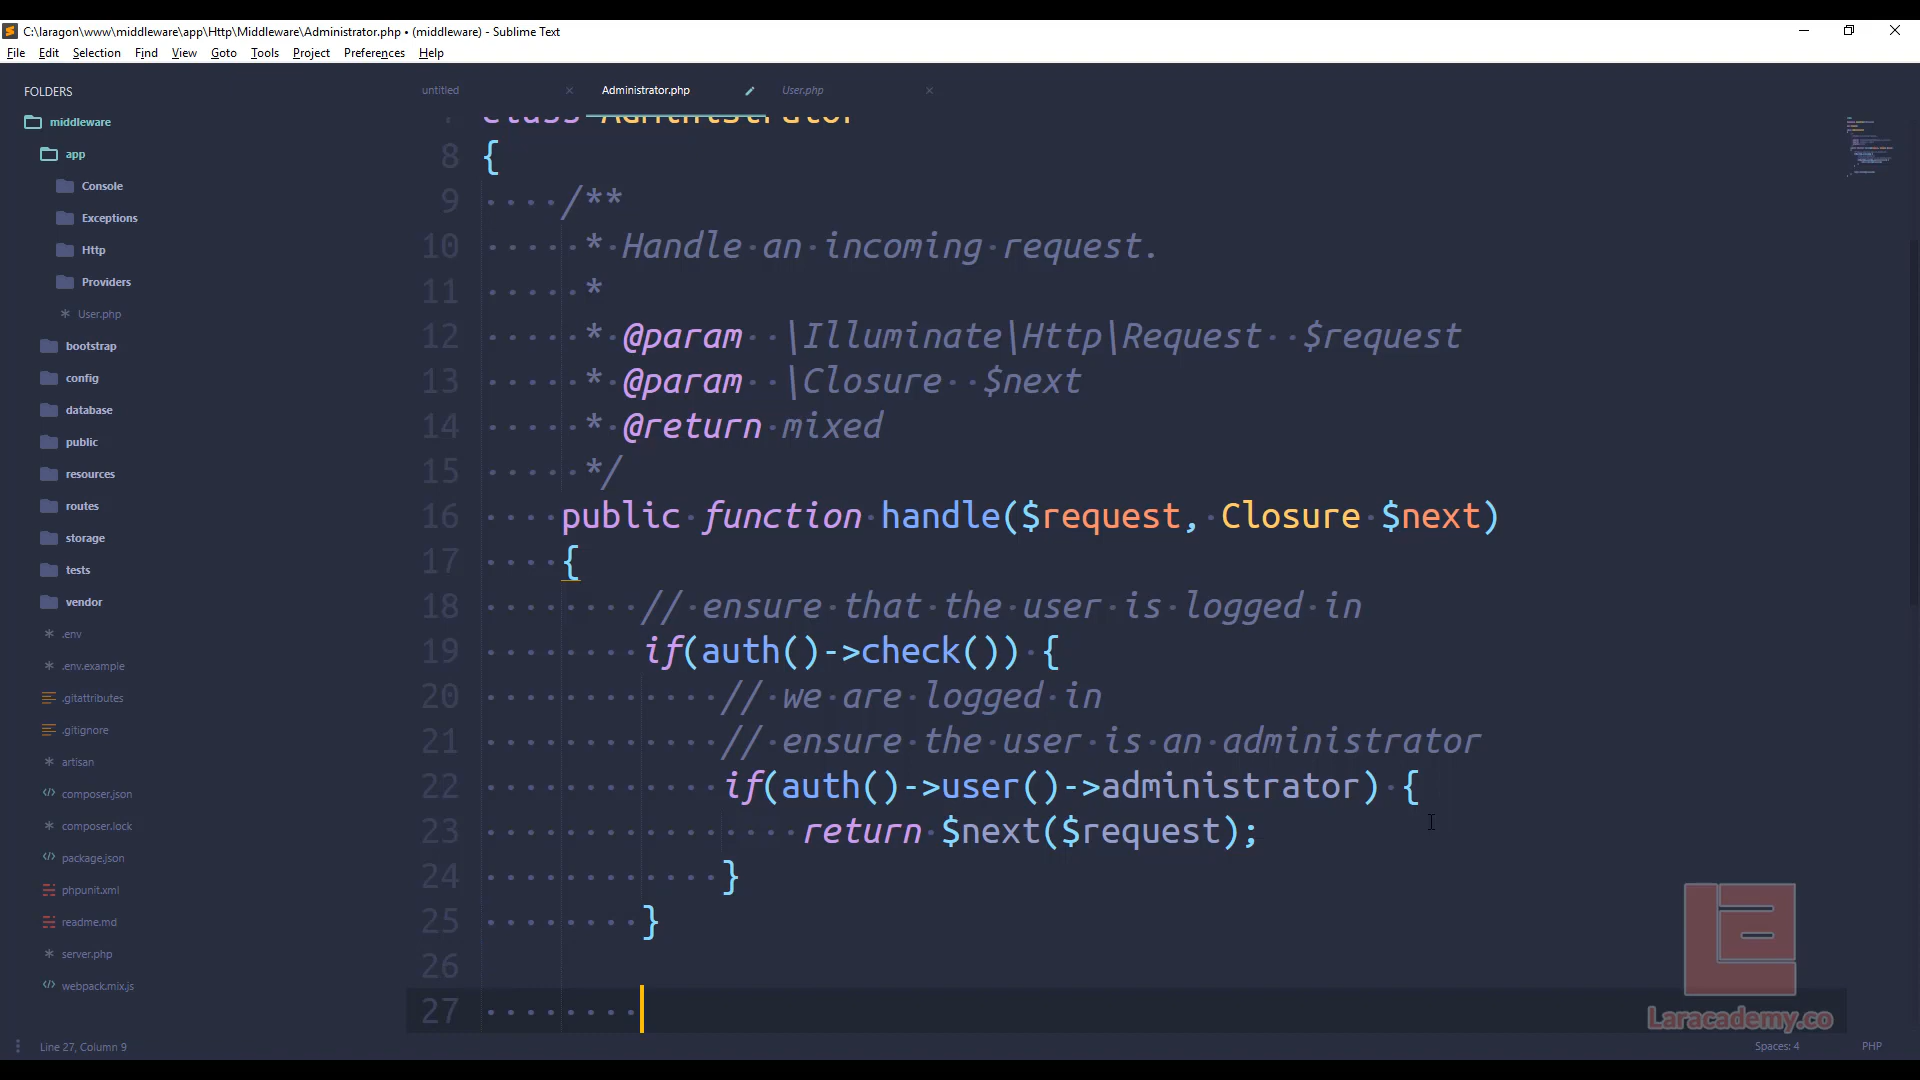 C:\laragon\www\middleware\app\Http\Middleware\Administrator.php • (middleware) - Sublime Text
File Edit Selection Find View Goto Tools Project Preferences Help
FOLDERS
middleware
app
Console
Exceptions
Http
Providers
User.php
bootstrap
config
database
public
resources
routes
storage
tests
vendor
.env
.env.example
.gitattributes
.gitignore
artisan
composer.json
composer.lock
package.json
phpunit.xml
readme.md
server.php
webpack.mix.js
untitled Administrator.php User.php
7 class Administrator
8 {
9 /**
10 * Handle an incoming request.
11 *
12 * @param  \Illuminate\Http\Request  $request
13 * @param  \Closure  $next
14 * @return mixed
15 */
16 public function handle($request, Closure $next)
17 {
18 // ensure that the user is logged in
19 if(auth()->check()) {
20 // we are logged in
21 // ensure the user is an administrator
22 if(auth()->user()->administrator) {
23 return $next($request);
24 }
25 }
26
27
Laracademy.co
Line 27, Column 9 Spaces: 4 PHP